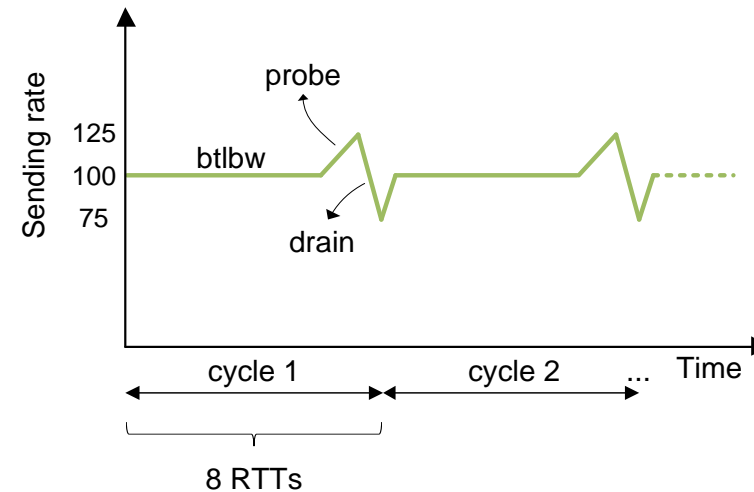 probe
Sending rate
125
btlbw
100
75
drain
cycle 1
cycle 2
...
Time
8 RTTs